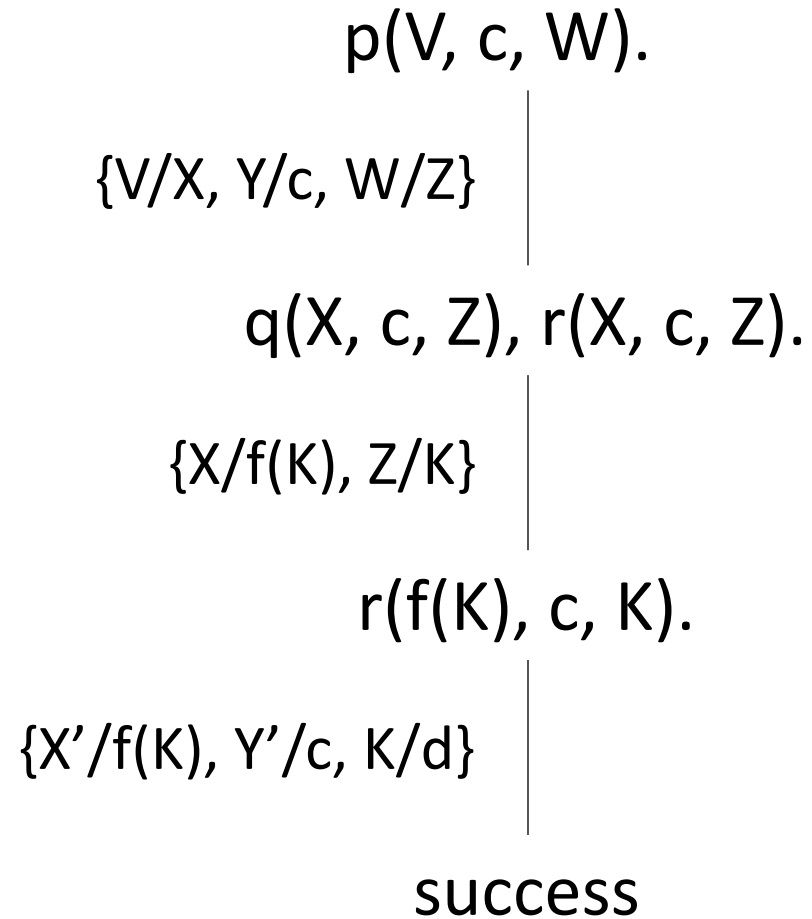 p(V, c, W).
{V/X, Y/c, W/Z}
q(X, c, Z), r(X, c, Z).
{X/f(K), Z/K}
r(f(K), c, K).
{X’/f(K), Y’/c, K/d}
success